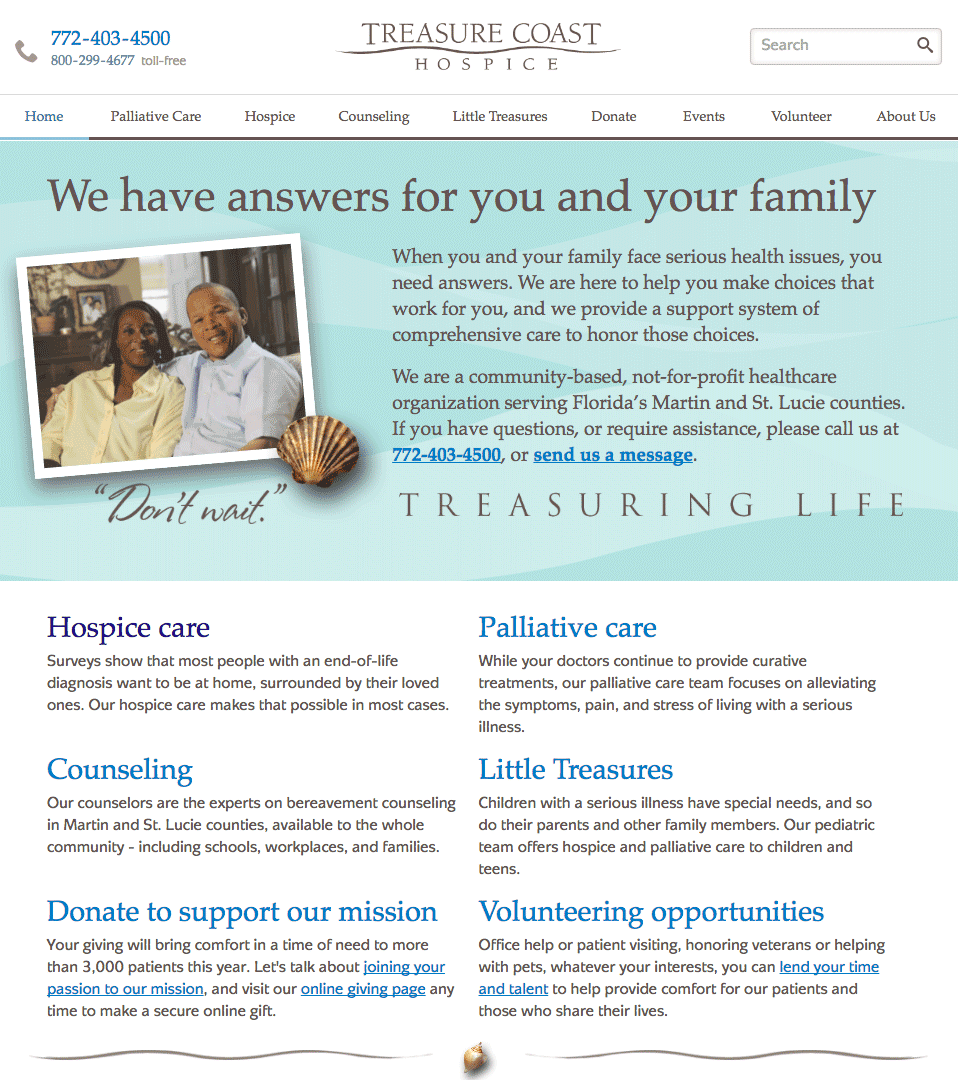 772-403-4500
800-299-4677 toll-free
TREASURE COAST
HOSPICE
Search
Home Palliative Care Hospice Counseling Little Treasures Donate Events Volunteer About Us
We have answers for you and your family
When you and your family face serious health issues, you
need answers. We are here to help you make choices that
work for you, and we provide a support system of
comprehensive care to honor those choices.
We are a community-based, not-for-profit healthcare
organization serving Florida’s Martin and St. Lucie counties.
If you have questions, or require assistance, please call us at
772-403-4500, or send us a message.
“Don’t wait.”
TREASURING LIFE
Hospice care
Surveys show that most people with an end-of-life
diagnosis want to be at home, surrounded by their loved
ones. Our hospice care makes that possible in most cases.
Palliative care
While your doctors continue to provide curative
treatments, our palliative care team focuses on alleviating
the symptoms, pain, and stress of living with a serious
illness.
Counseling
Our counselors are the experts on bereavement counseling
in Martin and St. Lucie counties, available to the whole
community - including schools, workplaces, and families.
Little Treasures
Children with a serious illness have special needs, and so
do their parents and other family members. Our pediatric
team offers hospice and palliative care to children and
teens.
Donate to support our mission
Your giving will bring comfort in a time of need to more
than 3,000 patients this year. Let's talk about joining your
passion to our mission, and visit our online giving page any
time to make a secure online gift.
Volunteering opportunities
Office help or patient visiting, honoring veterans or helping
with pets, whatever your interests, you can lend your time
and talent to help provide comfort for our patients and
those who share their lives.